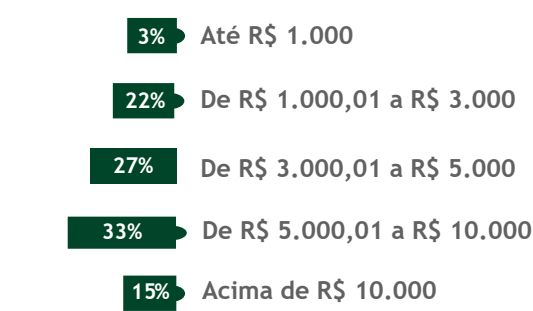 3% Até R$ 1.000
22% De R$ 1.000,01 a R$ 3.000
27% De R$ 3.000,01 a R$ 5.000
33% De R$ 5.000,01 a R$ 10.000
15% Acima de R$ 10.000